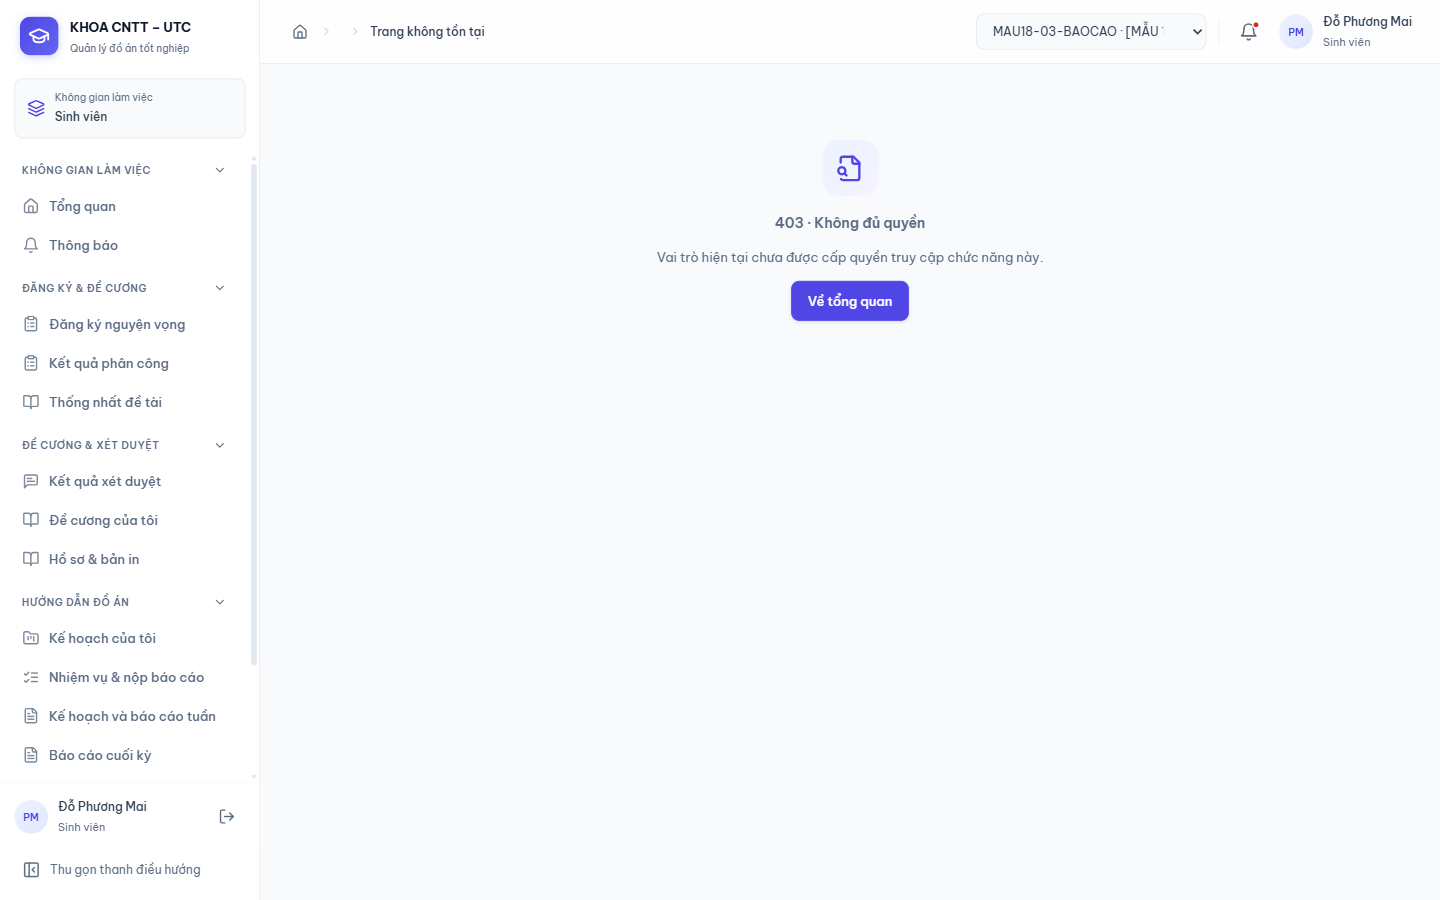 KHOA CNTT – UTC
Quản lý đồ án tốt nghiệp
Không gian làm việc
Sinh viên
KHÔNG GIAN LÀM VIỆC
Tổng quan
Thông báo
ĐĂNG KÝ & ĐỀ CƯƠNG
Đăng ký nguyện vọng
Kết quả phân công
Thống nhất đề tài
ĐỀ CƯƠNG & XÉT DUYỆT
Kết quả xét duyệt
Đề cương của tôi
Hồ sơ & bản in
HƯỚNG DẪN ĐỒ ÁN
Kế hoạch của tôi
Nhiệm vụ & nộp báo cáo
Kế hoạch và báo cáo tuần
Báo cáo cuối kỳ
PM
Đỗ Phương Mai
Sinh viên
Thu gọn thanh điều hướng
Trang không tồn tại
MAU18-03-BAOCAO · [MẪU
PM
Đỗ Phương Mai
Sinh viên
403 · Không đủ quyền
Vai trò hiện tại chưa được cấp quyền truy cập chức năng này.
Về tổng quan